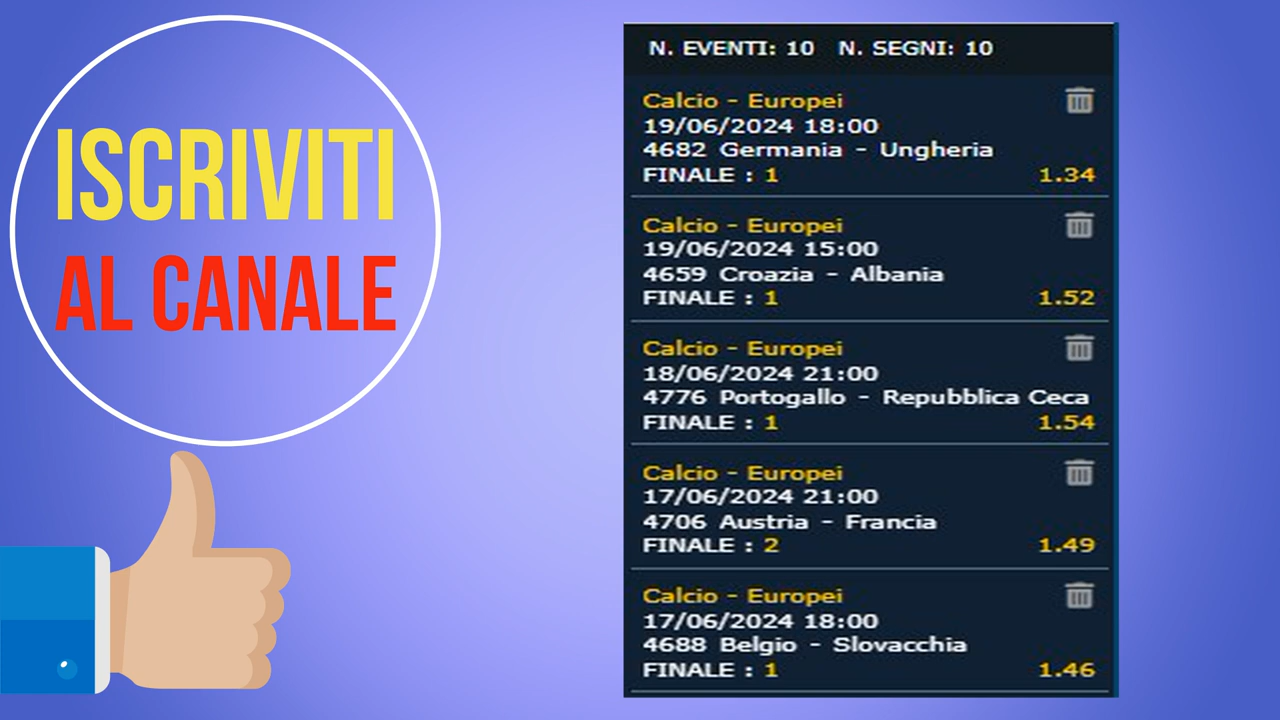 ISCRIVITI
AL CANALE
N. EVENTI: 10 N. SEGNI: 10
Calcio - Europei
19/06/2024 18:00
4682 Germania - Ungheria
FINALE : 1 1.34
Calcio - Europei
19/06/2024 15:00
4659 Croazia - Albania
FINALE : 1 1.52
Calcio - Europei
18/06/2024 21:00
4776 Portogallo - Repubblica Ceca
FINALE : 1 1.54
Calcio - Europei
17/06/2024 21:00
4706 Austria - Francia
FINALE : 2 1.49
Calcio - Europei
17/06/2024 18:00
4688 Belgio - Slovacchia
FINALE : 1 1.46